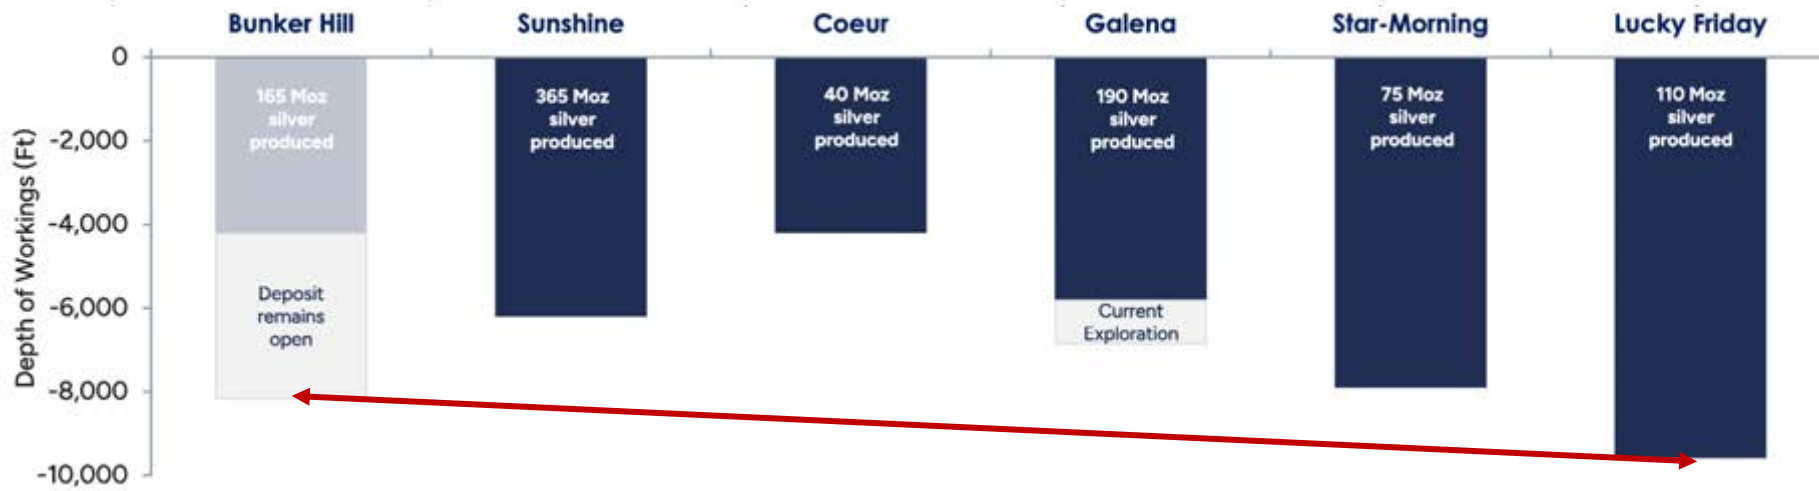 Bunker Hill
Sunshine
Coeur
Galena
Star-Morning
Lucky Friday
Depth of Workings (Ft)
0
-2,000
-4,000
-6,000
-8,000
-10,000
165 Moz
silver
produced
Deposit
remains
open
365 Moz
silver
produced
40 Moz
silver
produced
190 Moz
silver
produced
Current
Exploration
75 Moz
silver
produced
110 Moz
silver
produced